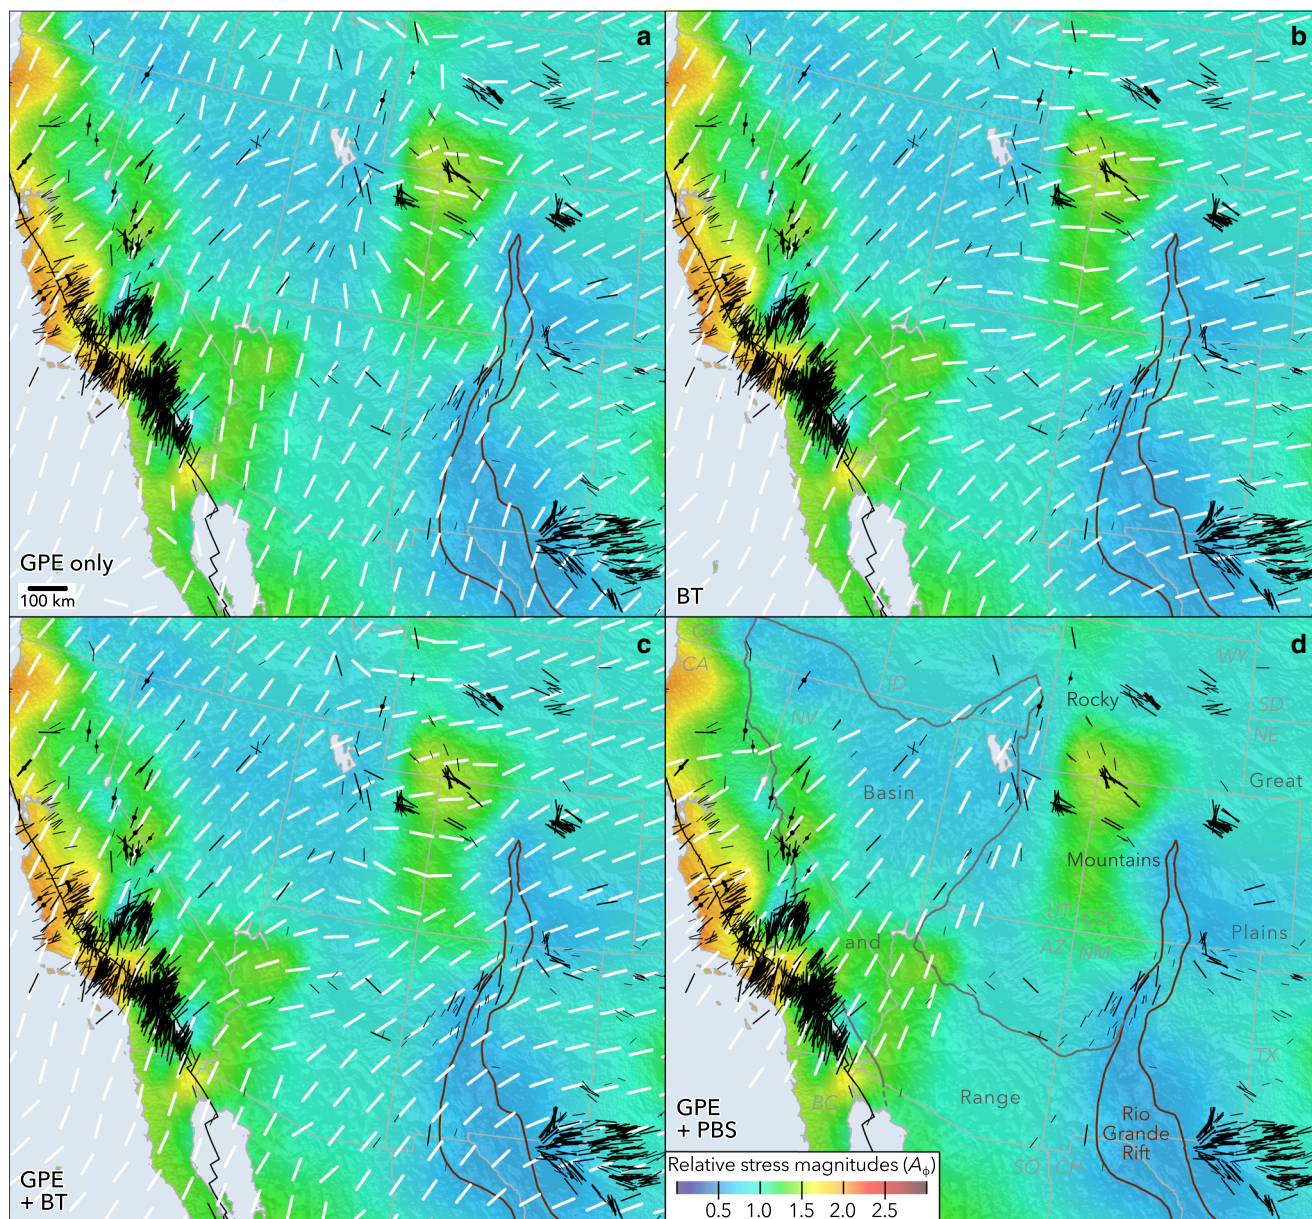 a
GPE only
100 km
b
BT
c
GPE
+ BT
d
OR
CA
ID
NV
WY
SD
NE
Rocky
Great
Basin
Mountains
UT
CO
AZ
NM
Plains
and
TX
BC
Range
Rio
Grande
Rift
SO
CH
GPE
+ PBS
Relative stress magnitudes (Aϕ)
0.5 1.0 1.5 2.0 2.5